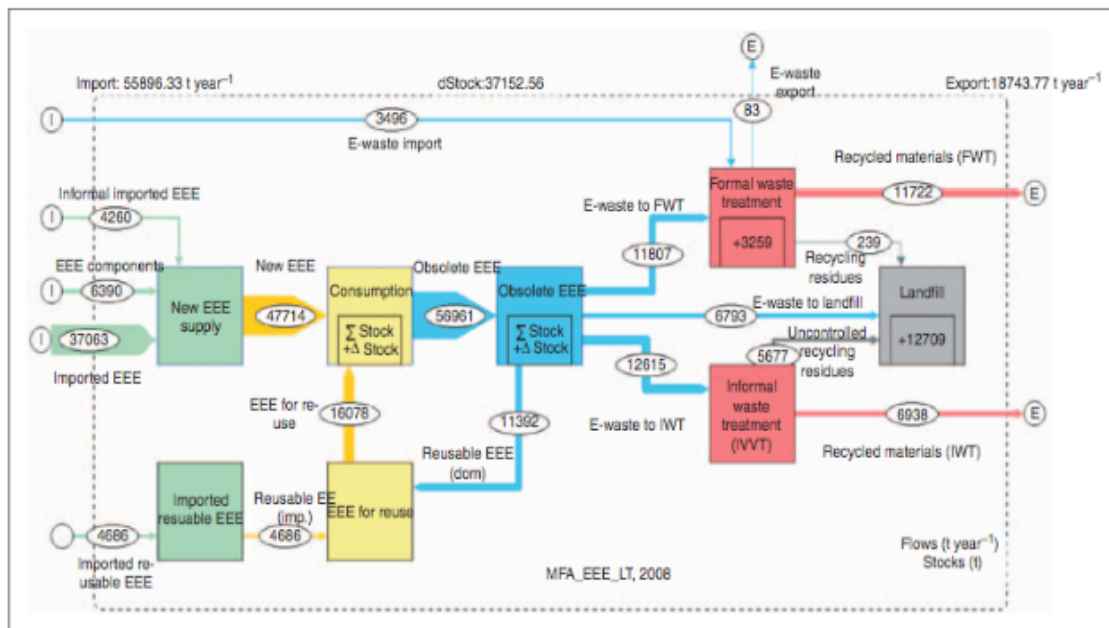 Import: 55896.33 t year⁻¹
dStock:37152.56
Export:18743.77 t year⁻¹
E
E-waste
export
83
I
3496
E-waste import
Recycled materials (FWT)
11722
E
Informal imported EEE
I
4260
Formal waste
treatment
+3259
E-waste to FWT
11807
239
Recycling
residues
EEE components
I
6390
New EEE
supply
New EEE
47714
Consumption
Σ Stock
+Δ Stock
Obsolete EEE
56961
Obsolete EEE
Σ Stock
+Δ Stock
E-waste to landfill
6793
Landfill
+12709
I
37063
Imported EEE
Uncontrolled
recycling
residues
5677
12615
E-waste to IWT
Informal
waste
treatment
(IVVT)
6938
E
Recycled materials (IWT)
EEE for re-
use
16078
11392
Reusable EEE
(dom)
Imported
resuable EEE
Reusable EE
(imp.)
4686
EEE for reuse
4686
Imported re-
usable EEE
MFA_EEE_LT, 2008
Flows (t year⁻¹)
Stocks (t)